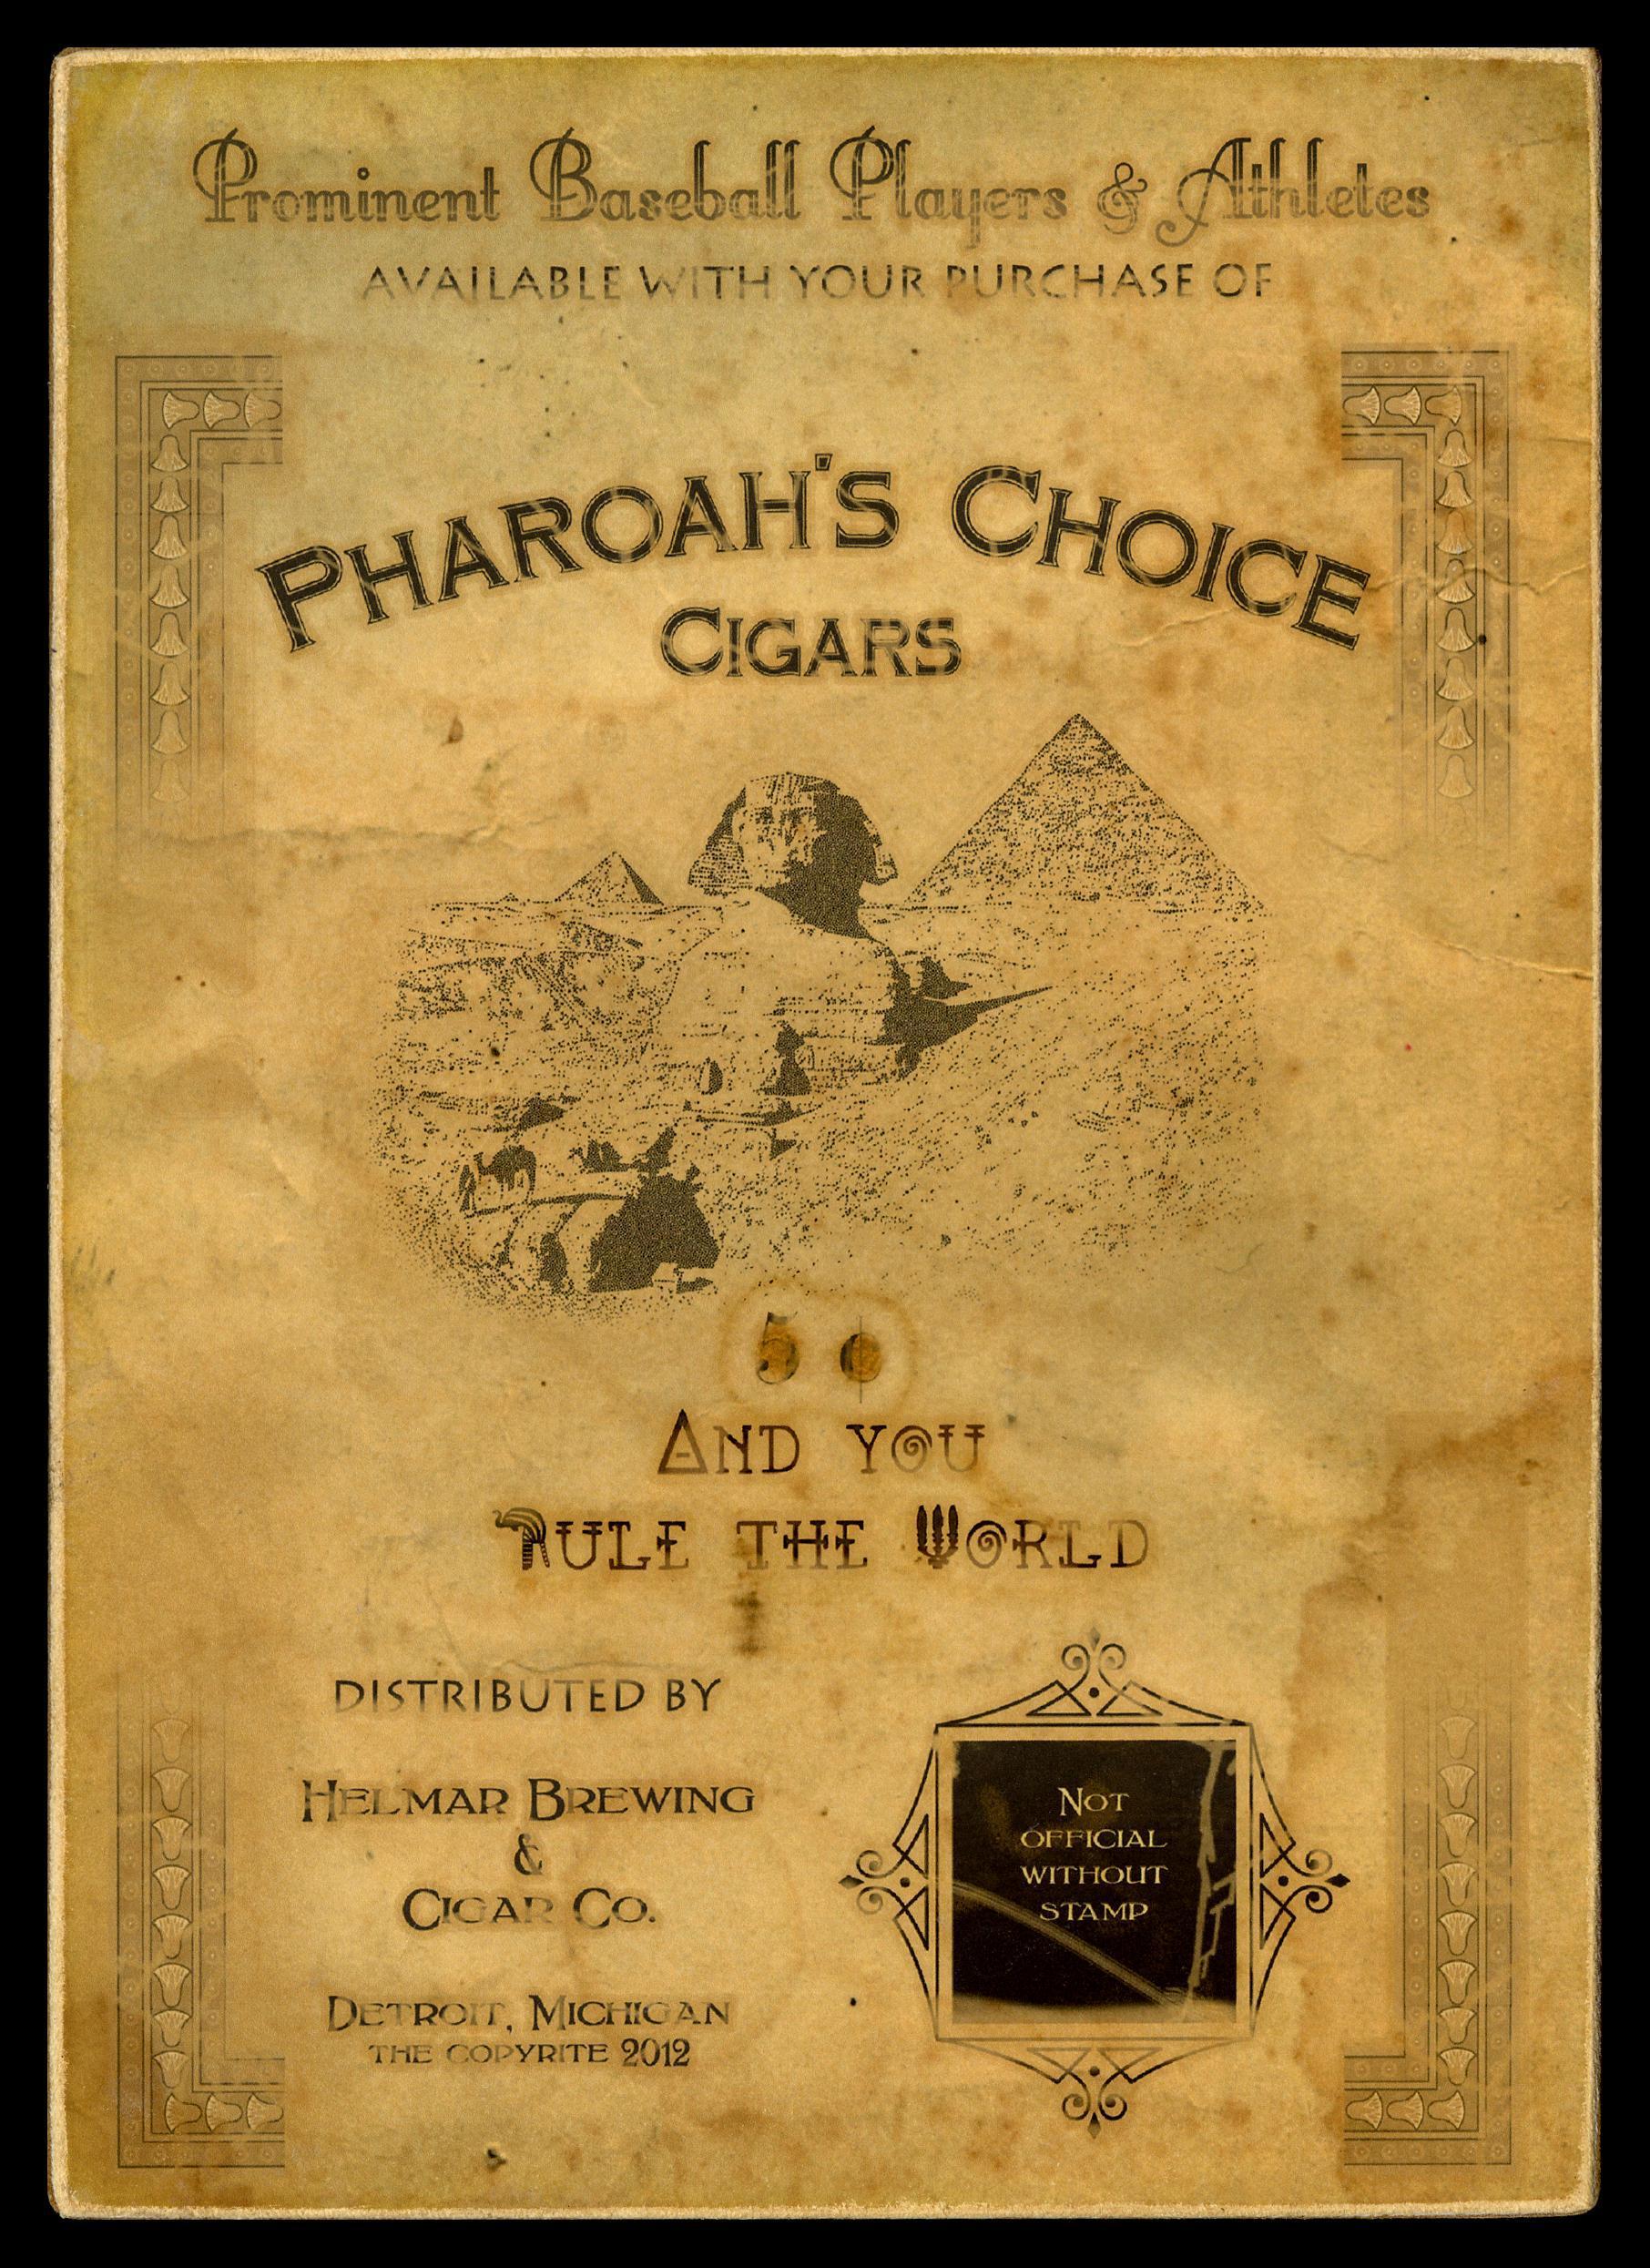 Prominent Baseball Players & Athletes
AVAILABLE WITH YOUR PURCHASE OF
PHAROAH'S CHOICE
CIGARS
5 ¢
AND YOU
RULE THE WORLD
DISTRIBUTED BY
HELMAR BREWING
&
CIGAR CO.
DETROIT, MICHIGAN
THE COPYRITE 2012
NOT
OFFICIAL
WITHOUT
STAMP